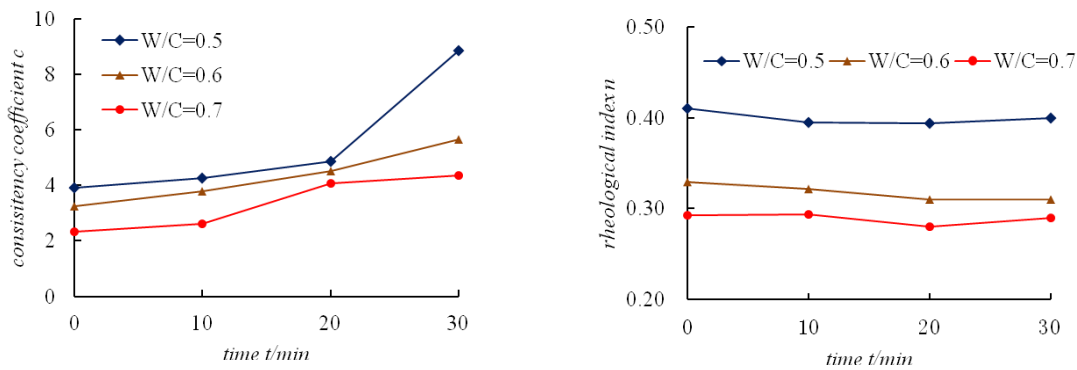 10
8
6
4
2
0
consisitency coefficient c
W/C=0.5
W/C=0.6
W/C=0.7
0 10 20 30
time t/min
0.50
0.40
0.30
0.20
rheological index n
W/C=0.5 W/C=0.6 W/C=0.7
0 10 20 30
time t/min